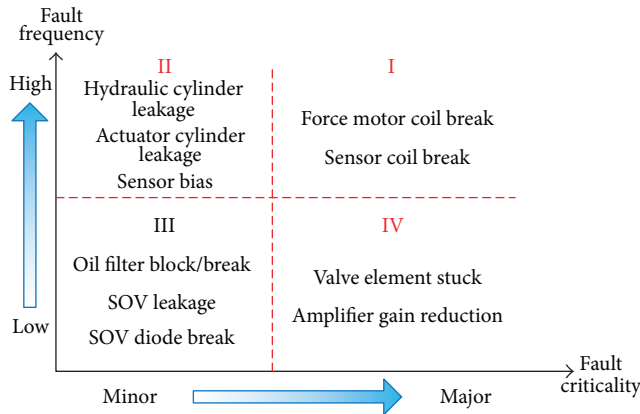 Fault
frequency
High
Low
II
Hydraulic cylinder
leakage
Actuator cylinder
leakage
Sensor bias
I
Force motor coil break
Sensor coil break
III
Oil filter block/break
SOV leakage
SOV diode break
IV
Valve element stuck
Amplifier gain reduction
Minor
Major
Fault
criticality